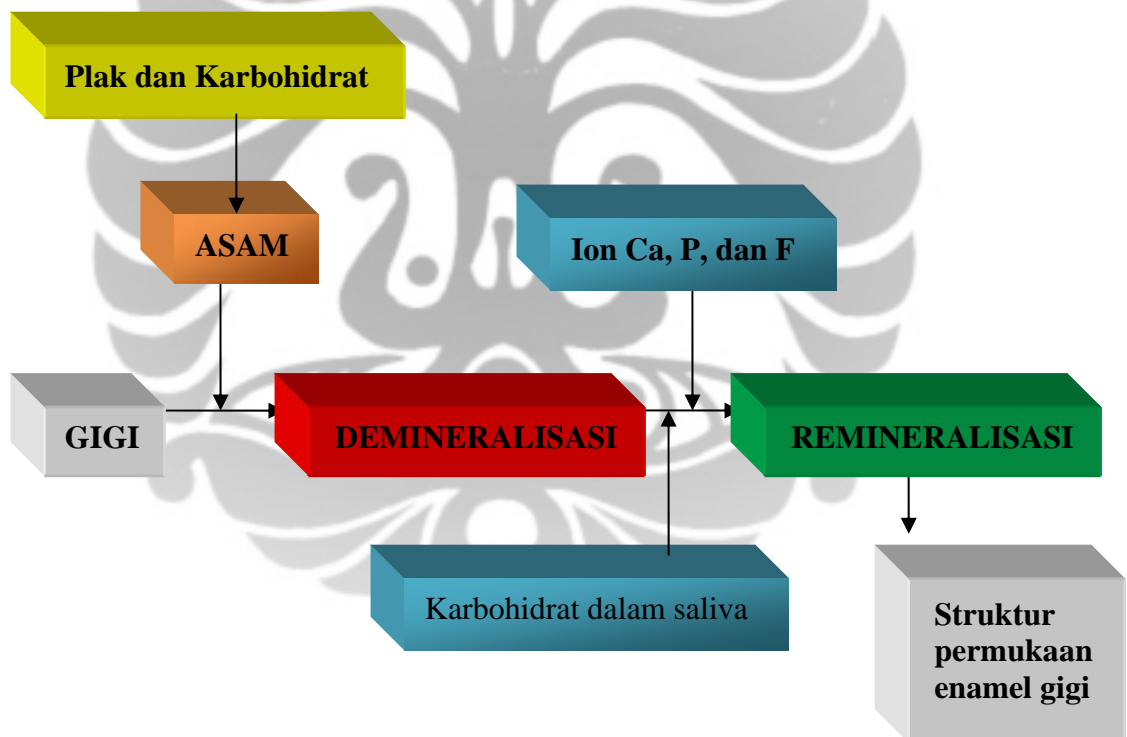 Plak dan Karbohidrat
ASAM
Ion Ca, P, dan F
GIGI
DEMINERALISASI
REMINERALISASI
Karbohidrat dalam saliva
Struktur
permukaan
enamel gigi